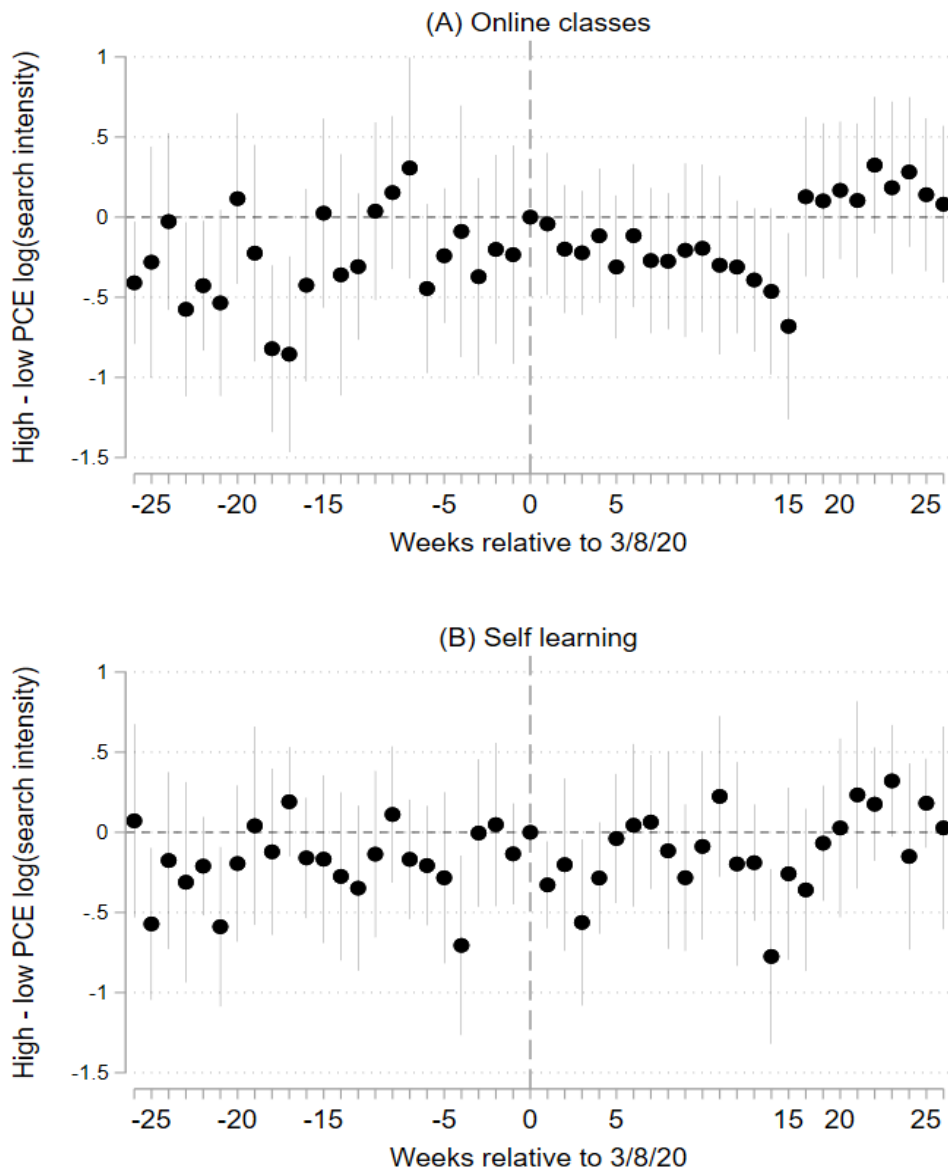 (A) Online classes
High - low PCE log(search intensity)
1
.5
0
-.5
-1
-1.5
-25 -20 -15 -5 0 5 15 20 25
Weeks relative to 3/8/20
(B) Self learning
High - low PCE log(search intensity)
1
.5
0
-.5
-1
-1.5
-25 -20 -15 -5 0 5 15 20 25
Weeks relative to 3/8/20